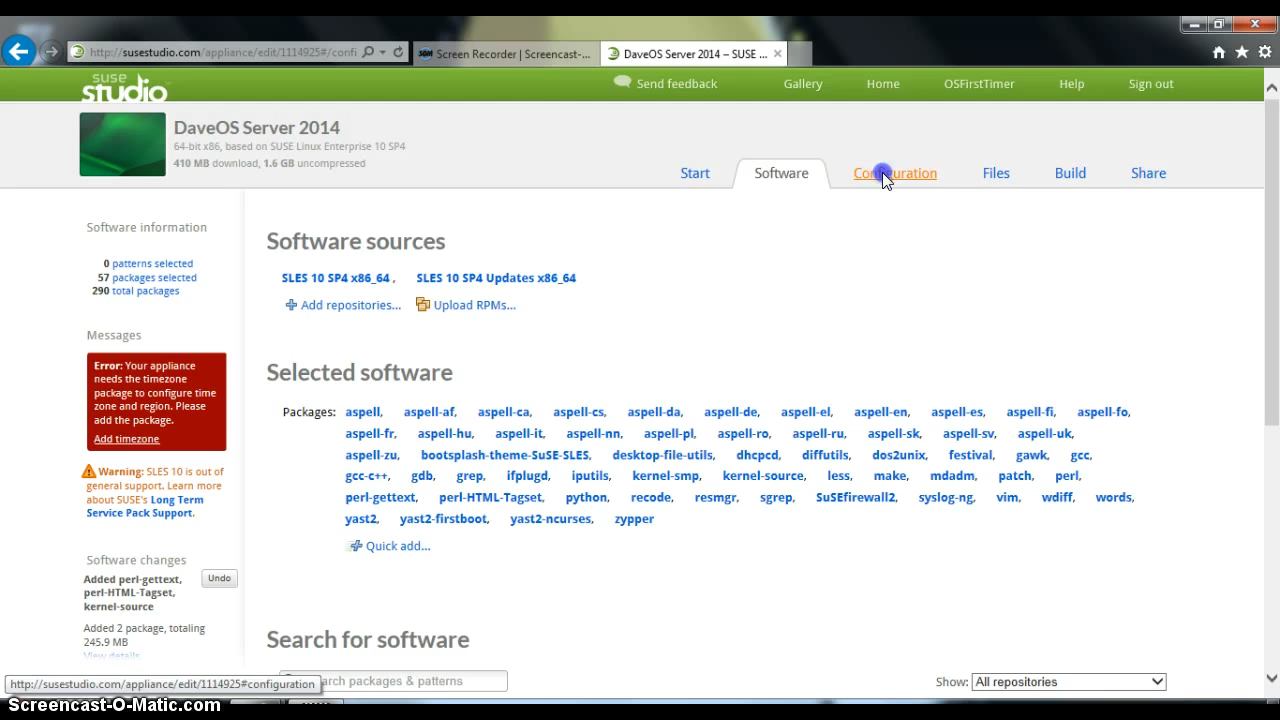 http://susestudio.com/appliance/edit/1114925#/confi
Screen Recorder | Screencast-...
DaveOS Server 2014 – SUSE ...
suse studio
Send feedback
Gallery
Home
OSFirstTimer
Help
Sign out
DaveOS Server 2014
64-bit x86, based on SUSE Linux Enterprise 10 SP4
410 MB download, 1.6 GB uncompressed
Start
Software
Configuration
Files
Build
Share
Software information
0 patterns selected
57 packages selected
290 total packages
Messages
Error: Your appliance
needs the timezone
package to configure time
zone and region. Please
add the package.
Add timezone
Warning: SLES 10 is out of
general support. Learn more
about SUSE's Long Term
Service Pack Support.
Software changes
Added perl-gettext,
perl-HTML-Tagset,
kernel-source
Undo
Added 2 package, totaling
245.9 MB
View details
Software sources
SLES 10 SP4 x86_64 , SLES 10 SP4 Updates x86_64
Add repositories... Upload RPMs...
Selected software
Packages: aspell, aspell-af, aspell-ca, aspell-cs, aspell-da, aspell-de, aspell-el, aspell-en, aspell-es, aspell-fi, aspell-fo,
aspell-fr, aspell-hu, aspell-it, aspell-nn, aspell-pl, aspell-ro, aspell-ru, aspell-sk, aspell-sv, aspell-uk,
aspell-zu, bootsplash-theme-SuSE-SLES, desktop-file-utils, dhcpcd, diffutils, dos2unix, festival, gawk, gcc,
gcc-c++, gdb, grep, ifplugd, iputils, kernel-smp, kernel-source, less, make, mdadm, patch, perl,
perl-gettext, perl-HTML-Tagset, python, recode, resmgr, sgrep, SuSEfirewall2, syslog-ng, vim, wdiff, words,
yast2, yast2-firstboot, yast2-ncurses, zypper
Quick add...
Search for software
packages & patterns
Show: All repositories
http://susestudio.com/appliance/edit/1114925#configuration
Screencast-O-Matic.com